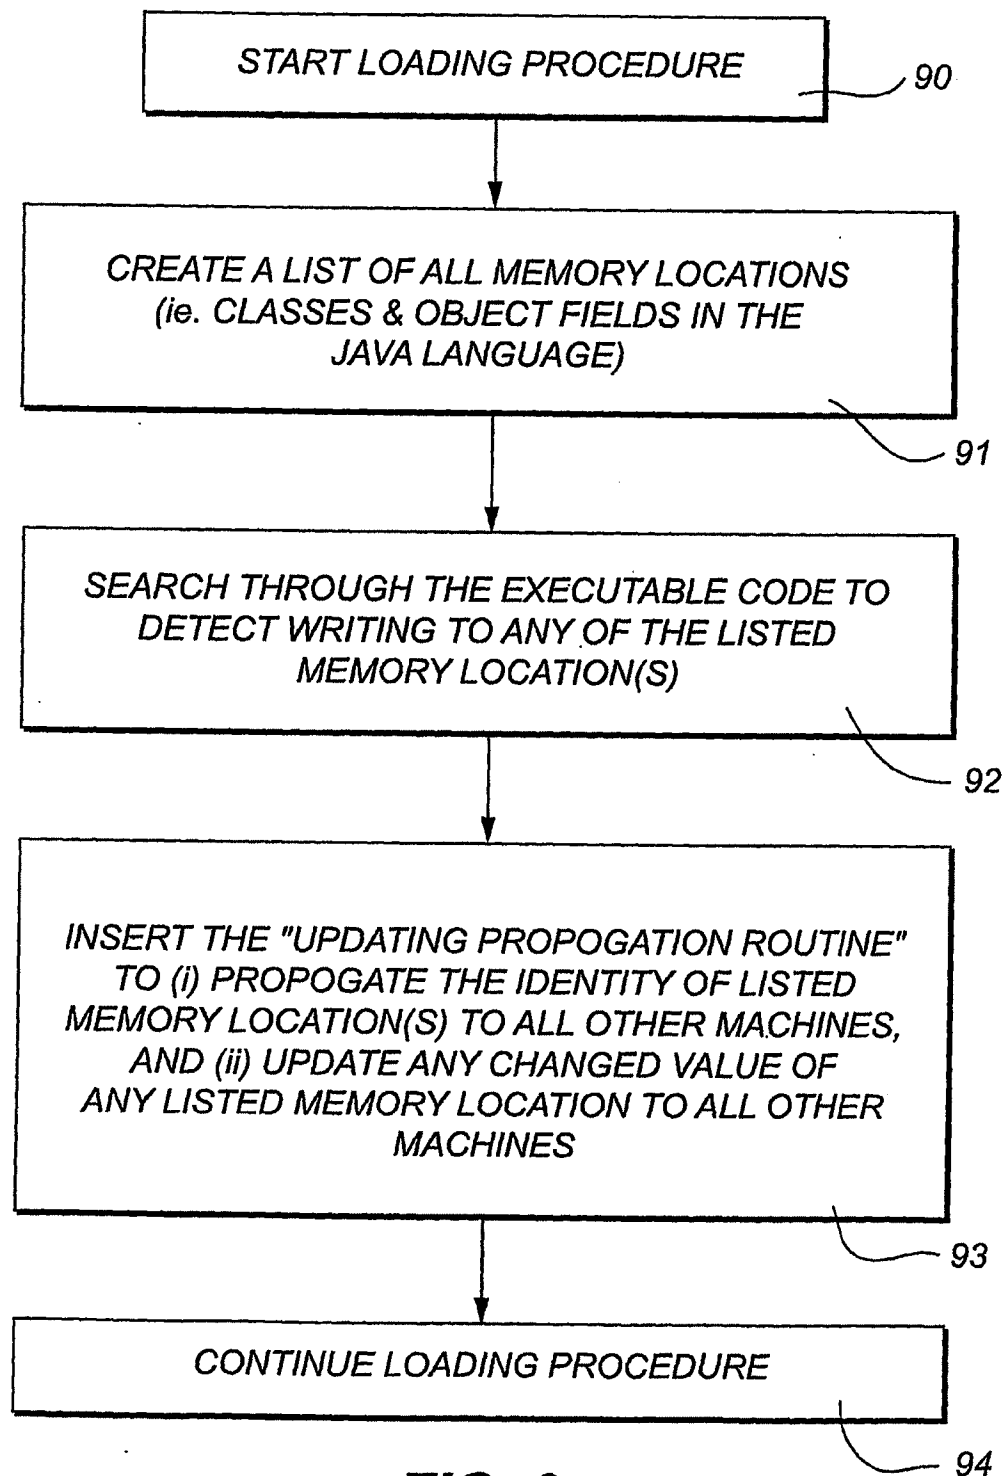 START LOADING PROCEDURE
90
CREATE A LIST OF ALL MEMORY LOCATIONS
(ie. CLASSES & OBJECT FIELDS IN THE
JAVA LANGUAGE)
91
SEARCH THROUGH THE EXECUTABLE CODE TO
DETECT WRITING TO ANY OF THE LISTED
MEMORY LOCATION(S)
92
INSERT THE "UPDATING PROPOGATION ROUTINE"
TO (i) PROPOGATE THE IDENTITY OF LISTED
MEMORY LOCATION(S) TO ALL OTHER MACHINES,
AND (ii) UPDATE ANY CHANGED VALUE OF
ANY LISTED MEMORY LOCATION TO ALL OTHER
MACHINES
93
CONTINUE LOADING PROCEDURE
94